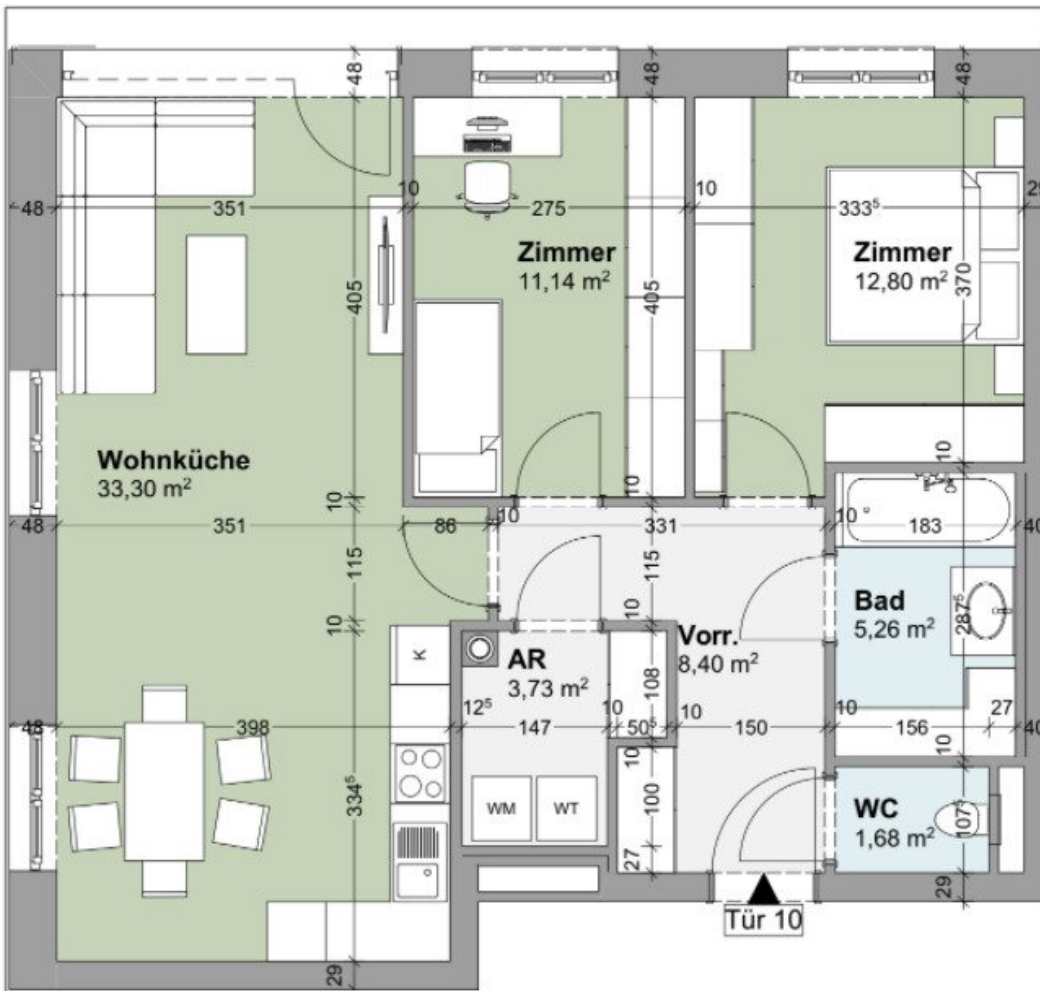 48
48
48
48
351
10
275
10
333⁵
29
Zimmer
11,14 m²
Zimmer
12,80 m²
405
405
370
Wohnküche
33,30 m²
10
10
10
48
351
86
10
331
10
183
40
115
115
10
10
K
AR
3,73 m²
Vorr.
8,40 m²
Bad
5,26 m²
287⁵
108
48
398
12⁵
147
10
50⁵
10
150
10
156
27
40
334⁵
10
10
WM
WT
100
27
WC
1,68 m²
107⁵
29
Tür 10
29